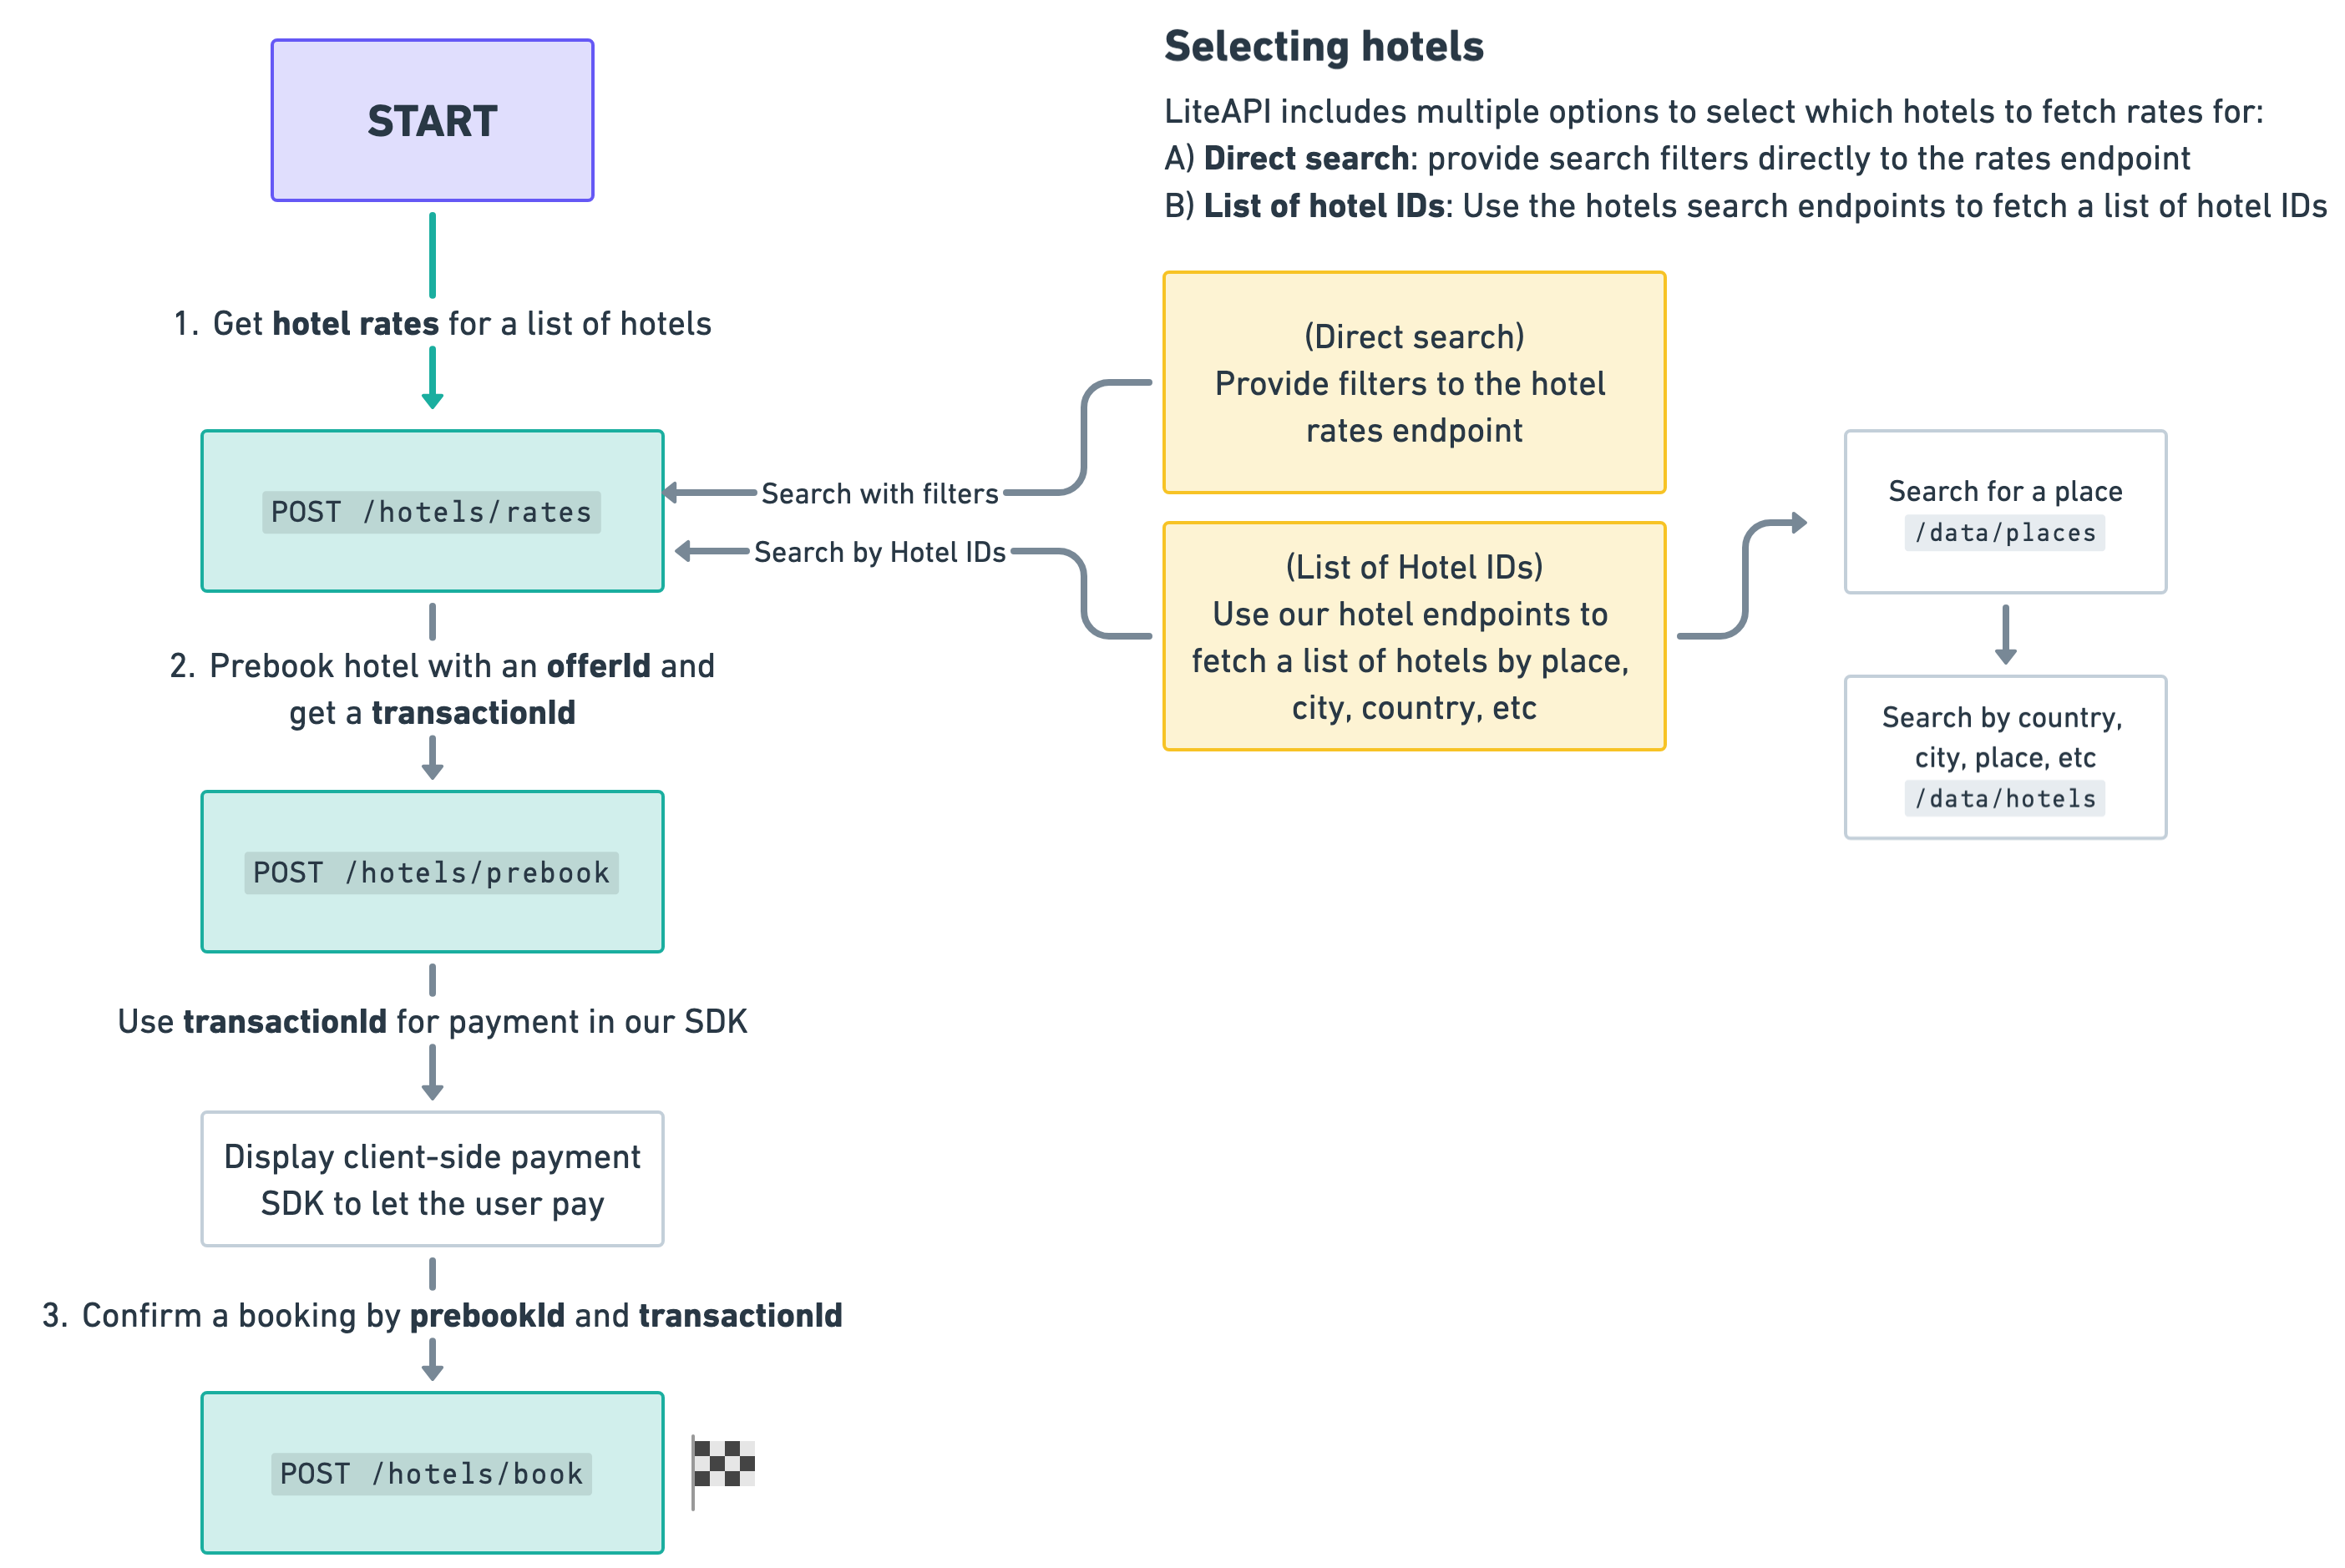 START
1. Get hotel rates for a list of hotels
POST /hotels/rates
2. Prebook hotel with an offerId and
get a transactionId
POST /hotels/prebook
Use transactionId for payment in our SDK
Display client-side payment
SDK to let the user pay
3. Confirm a booking by prebookId and transactionId
POST /hotels/book
Selecting hotels
LiteAPI includes multiple options to select which hotels to fetch rates for:
A) Direct search: provide search filters directly to the rates endpoint
B) List of hotel IDs: Use the hotels search endpoints to fetch a list of hotel IDs
(Direct search)
Provide filters to the hotel
rates endpoint
Search with filters
Search by Hotel IDs
(List of Hotel IDs)
Use our hotel endpoints to
fetch a list of hotels by place,
city, country, etc
Search for a place
/data/places
Search by country,
city, place, etc
/data/hotels